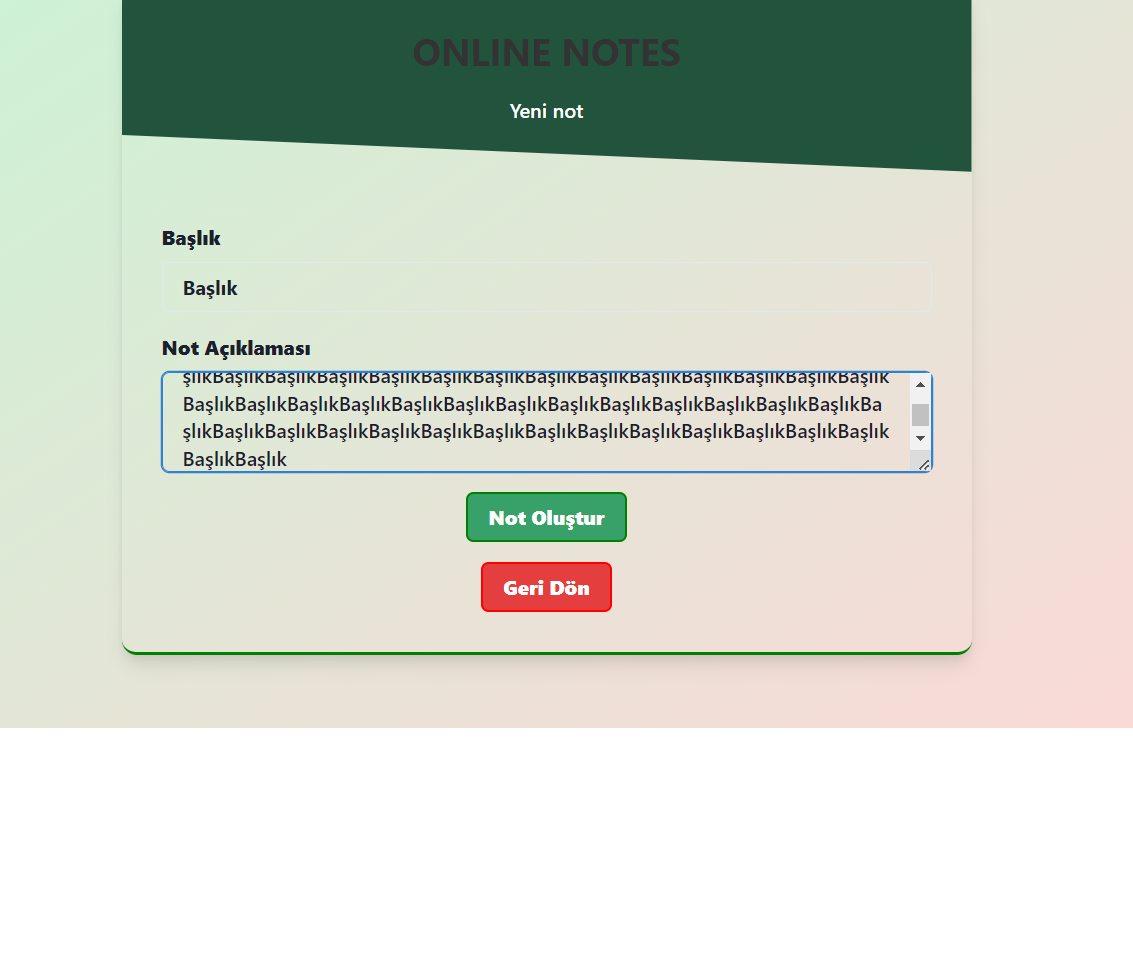 ONLINE NOTES
Yeni not
Başlık
Başlık
Not Açıklaması
şlıkBaşlıkBaşlıkBaşlıkBaşlıkBaşlıkBaşlıkBaşlıkBaşlıkBaşlıkBaşlıkBaşlıkBaşlıkBaşlık
BaşlıkBaşlıkBaşlıkBaşlıkBaşlıkBaşlıkBaşlıkBaşlıkBaşlıkBaşlıkBaşlıkBaşlıkBaşlıkBa
şlıkBaşlıkBaşlıkBaşlıkBaşlıkBaşlıkBaşlıkBaşlıkBaşlıkBaşlıkBaşlıkBaşlıkBaşlıkBaşlık
BaşlıkBaşlık
Not Oluştur
Geri Dön